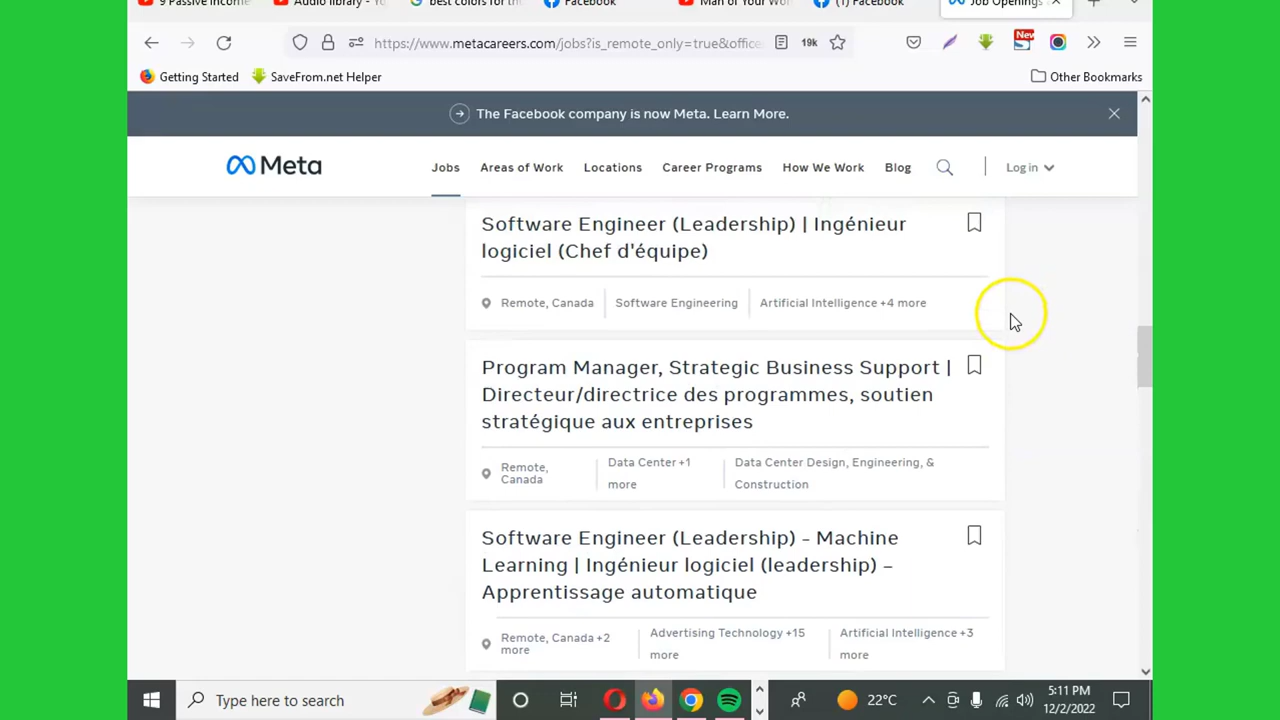 9 Passive Income
Audio library - Yo
best colors for th
Facebook
Man of Your Wor
(1) Facebook
Job Openings
https://www.metacareers.com/jobs?is_remote_only=true&office
19k
New
Getting Started
SaveFrom.net Helper
Other Bookmarks
The Facebook company is now Meta. Learn More.
Meta
Jobs
Areas of Work
Locations
Career Programs
How We Work
Blog
Log in
Software Engineer (Leadership) | Ingénieur
logiciel (Chef d'équipe)
Remote, Canada
Software Engineering
Artificial Intelligence +4 more
Program Manager, Strategic Business Support |
Directeur/directrice des programmes, soutien
stratégique aux entreprises
Remote,
Canada
Data Center +1
more
Data Center Design, Engineering, &
Construction
Software Engineer (Leadership) - Machine
Learning | Ingénieur logiciel (leadership) –
Apprentissage automatique
Remote, Canada +2
more
Advertising Technology +15
more
Artificial Intelligence +3
more
Type here to search
22°C
5:11 PM
12/2/2022